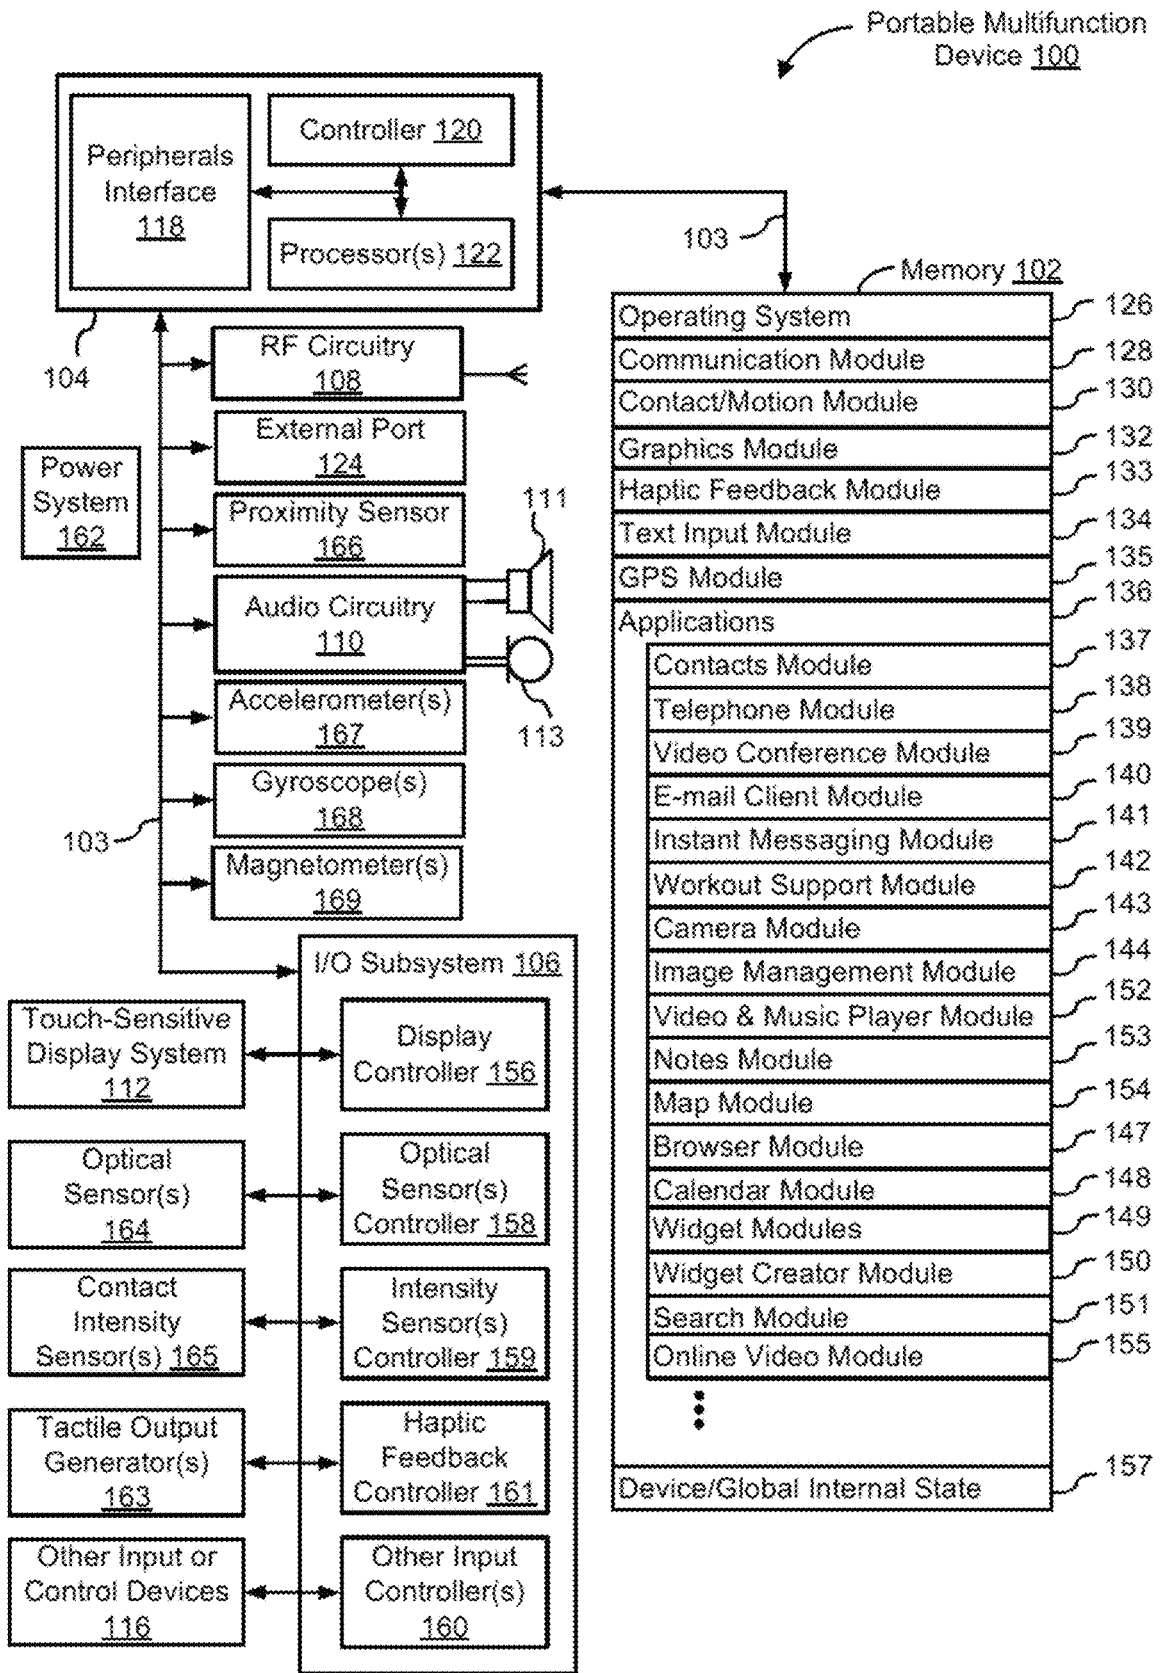 Portable Multifunction
Device 100
Peripherals
Interface
118
Controller 120
Processor(s) 122
104
103
Memory 102
RF Circuitry
108
External Port
124
Power
System
162
Proximity Sensor
166
Audio Circuitry
110
111
113
Accelerometer(s)
167
Gyroscope(s)
168
103
Magnetometer(s)
169
I/O Subsystem 106
Touch-Sensitive
Display System
112
Display
Controller 156
Optical
Sensor(s)
164
Optical
Sensor(s)
Controller 158
Contact
Intensity
Sensor(s) 165
Intensity
Sensor(s)
Controller 159
Tactile Output
Generator(s)
163
Haptic
Feedback
Controller 161
Other Input or
Control Devices
116
Other Input
Controller(s)
160
Operating System 126
Communication Module 128
Contact/Motion Module 130
Graphics Module 132
Haptic Feedback Module 133
Text Input Module 134
GPS Module 135
Applications 136
Contacts Module 137
Telephone Module 138
Video Conference Module 139
E-mail Client Module 140
Instant Messaging Module 141
Workout Support Module 142
Camera Module 143
Image Management Module 144
Video & Music Player Module 152
Notes Module 153
Map Module 154
Browser Module 147
Calendar Module 148
Widget Modules 149
Widget Creator Module 150
Search Module 151
Online Video Module 155
Device/Global Internal State 157